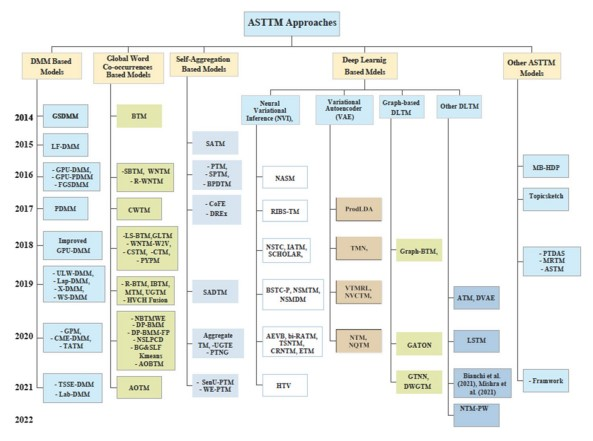 ASTTM Approaches
DMM Based
Models
Global Word
Co-occurrences
Based Models
Self-Aggregation
Based Models
Deep Learnig
Based Mdels
Other ASTTM
Models
Neural
Variational
Inference (NVI),
Variational
Autoencoder
(VAE)
Graph-based
DLTM
Other DLTM
2014
GSDMM
BTM
2015
LF-DMM
SATM
2016
- GPU-DMM,
- GPU-PDMM
- FGSDMM
-SBTM, WNTM
- R-WNTM
- PTM,
- SPTM,
- BPDTM
NASM
MB-HDP
2017
PDMM
CWTM
- CoFE
- DREx
RIBS-TM
ProdLDA
Topicsketch
2018
Improved
GPU-DMM
-LS-BTM,GLTM
- WNTM-W2V,
- CSTM, -CTM,
- PYPM
NSTC, IATM,
SCHOLAR,
TMN,
Graph-BTM,
- PTDAS
- MRTM
- ASTM
2019
- ULW-DMM,
- Lap-DMM,
- X-DMM,
- WS-DMM
- R-BTM, IBTM,
MTM, UGTM
- HVCH Fusion
SADTM
BSTC-P, NSMTM,
NSMDM
VTMRL,
NVCTM,
ATM, DVAE
2020
- GPM,
- CME-DMM,
- TATM
- NBTMWE
- DP-BMM
- DP-BMM-FP
- NSLPCD
- BG&SLF
Kmeans
- AOBTM
Aggregate
TM, -UGTE
- PTNG
AEVB, bi-RATM,
TSNTM,
CRNTM, ETM
NTM,
NQTM
GATON
LSTM
2021
- TSSE-DMM
- Lab-DMM
AOTM
- SenU-PTM
- WE-PTM
HTV
GTNN,
DWGTM
Bianchi et al.
(2021), Mishra
et al. (2021)
- Framwork
2022
NTM-PW